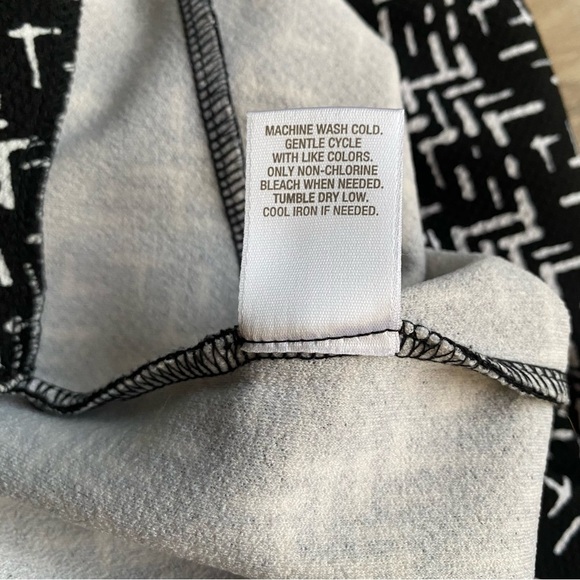 MACHINE WASH COLD.
GENTLE CYCLE
WITH LIKE COLORS.
ONLY NON-CHLORINE
BLEACH WHEN NEEDED.
TUMBLE DRY LOW.
COOL IRON IF NEEDED.